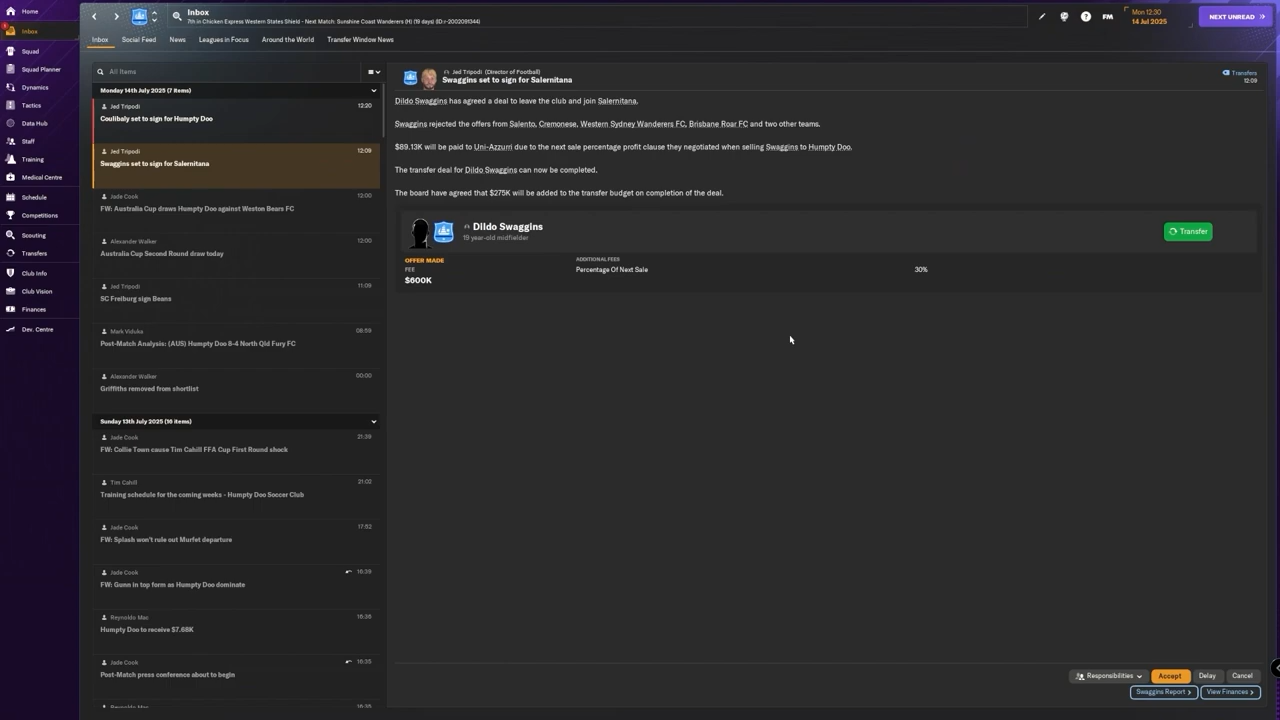 Home
Inbox
Squad
Squad Planner
Dynamics
Tactics
Data Hub
Staff
Training
Medical Centre
Schedule
Competitions
Scouting
Transfers
Club Info
Club Vision
Finances
Dev. Centre
Inbox
7th in Chicken Express Western States Shield - Next Match: Sunshine Coast Wanderers (H) (19 days) (ID:r-2002091344)
FM
Mon 12:30
14 Jul 2025
NEXT UNREAD
Inbox Social Feed News Leagues in Focus Around the World Transfer Window News
All Items
Monday 14th July 2025 (7 items)
Jed Tripodi 12:20
Coulibaly set to sign for Humpty Doo
Jed Tripodi 12:09
Swaggins set to sign for Salernitana
Jade Cook 12:00
FW: Australia Cup draws Humpty Doo against Weston Bears FC
Alexander Walker 12:00
Australia Cup Second Round draw today
Jed Tripodi 11:09
SC Freiburg sign Beans
Mark Viduka 08:59
Post-Match Analysis: (AUS) Humpty Doo 8-4 North Qld Fury FC
Alexander Walker 00:00
Griffiths removed from shortlist
Sunday 13th July 2025 (16 items)
Jade Cook 21:39
FW: Collie Town cause Tim Cahill FFA Cup First Round shock
Tim Cahill 21:02
Training schedule for the coming weeks - Humpty Doo Soccer Club
Jade Cook 17:52
FW: Splash won't rule out Murfet departure
Jade Cook 16:39
FW: Gunn in top form as Humpty Doo dominate
Reynoldo Mac 16:36
Humpty Doo to receive $7.68K
Jade Cook 16:35
Post-Match press conference about to begin
Reynoldo Mac 16:35
Jed Tripodi (Director of Football)
Swaggins set to sign for Salernitana
Transfers
12:09
Dildo Swaggins has agreed a deal to leave the club and join Salernitana.
Swaggins rejected the offers from Salento, Cremonese, Western Sydney Wanderers FC, Brisbane Roar FC and two other teams.
$89.13K will be paid to Uni-Azzurri due to the next sale percentage profit clause they negotiated when selling Swaggins to Humpty Doo.
The transfer deal for Dildo Swaggins can now be completed.
The board have agreed that $275K will be added to the transfer budget on completion of the deal.
Dildo Swaggins
19 year-old midfielder
Transfer
OFFER MADE
FEE
$600K
ADDITIONAL FEES
Percentage Of Next Sale 30%
Responsibilities Accept Delay Cancel
Swaggins Report View Finances